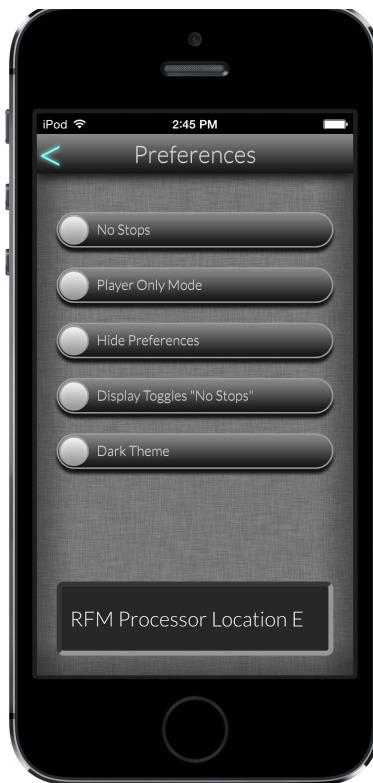 iPod 2:45 PM
< Preferences
No Stops
Player Only Mode
Hide Preferences
Display Toggles "No Stops"
Dark Theme
RFM Processor Location E